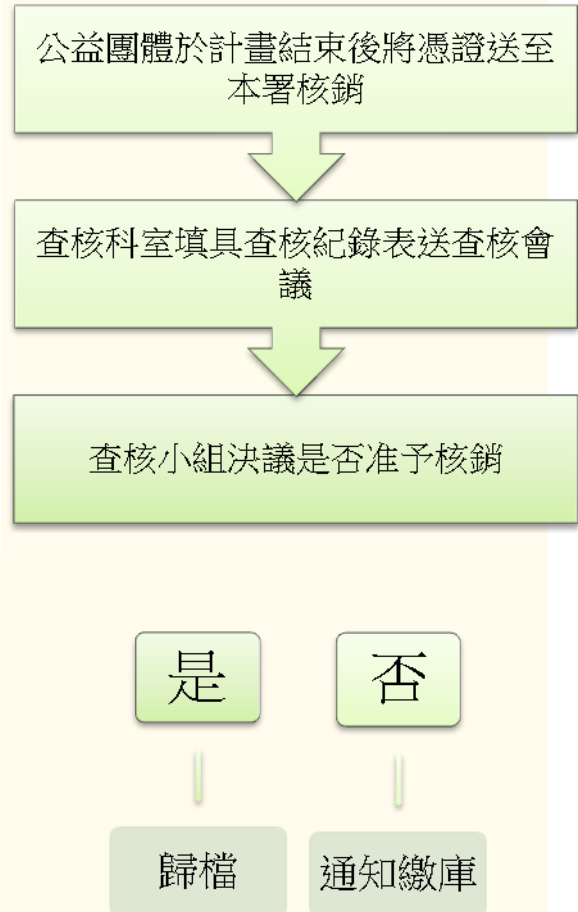 公益團體於計畫結束後將憑證送至
本署核銷
查核科室填具查核紀錄表送查核會
議
查核小組決議是否准予核銷
是
否
歸檔
通知繳庫